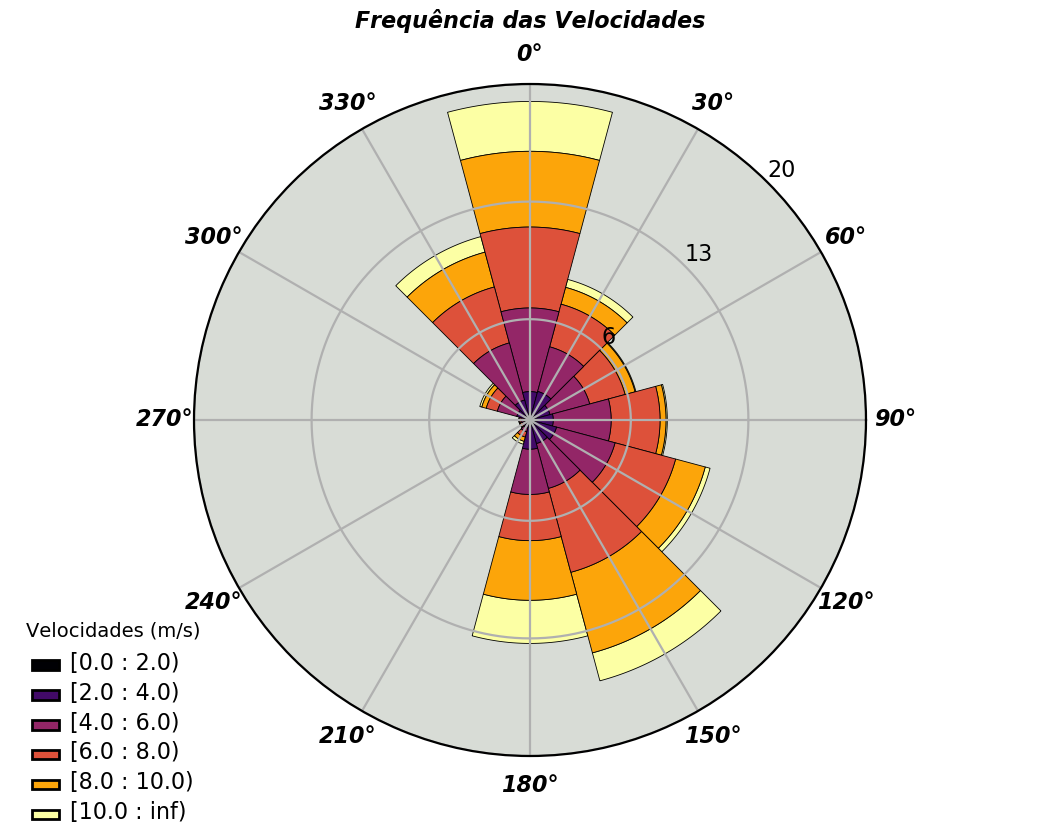 Frequência das Velocidades
0°
330°
30°
20
300°
60°
13
6
270°
90°
240°
120°
210°
150°
180°
Velocidades (m/s)
[0.0 : 2.0)
[2.0 : 4.0)
[4.0 : 6.0)
[6.0 : 8.0)
[8.0 : 10.0)
[10.0 : inf)